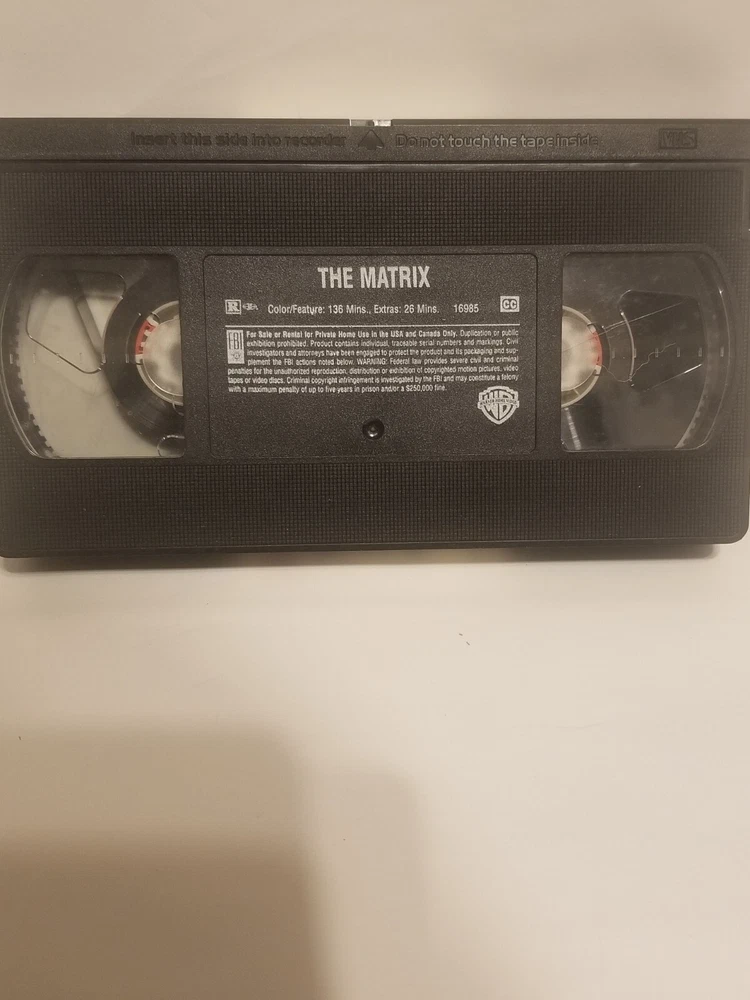 Insert this side into recorder Do not touch the tape inside VHS
THE MATRIX
R Color/Feature: 136 Mins., Extras: 26 Mins. 16985 CC
FBI For Sale or Rental for Private Home Use in the USA and Canada Only. Duplication or public
exhibition prohibited. Product contains individual, traceable serial numbers and markings. Civil
investigators and attorneys have been engaged to protect the product and its packaging and sup-
plement the FBI actions noted below. WARNING: Federal law provides severe civil and criminal
penalties for the unauthorized reproduction, distribution or exhibition of copyrighted motion pictures, video
tapes or video discs. Criminal copyright infringement is investigated by the FBI and may constitute a felony
with a maximum penalty of up to five years in prison and/or a $250,000 fine.
WARNER HOME VIDEO